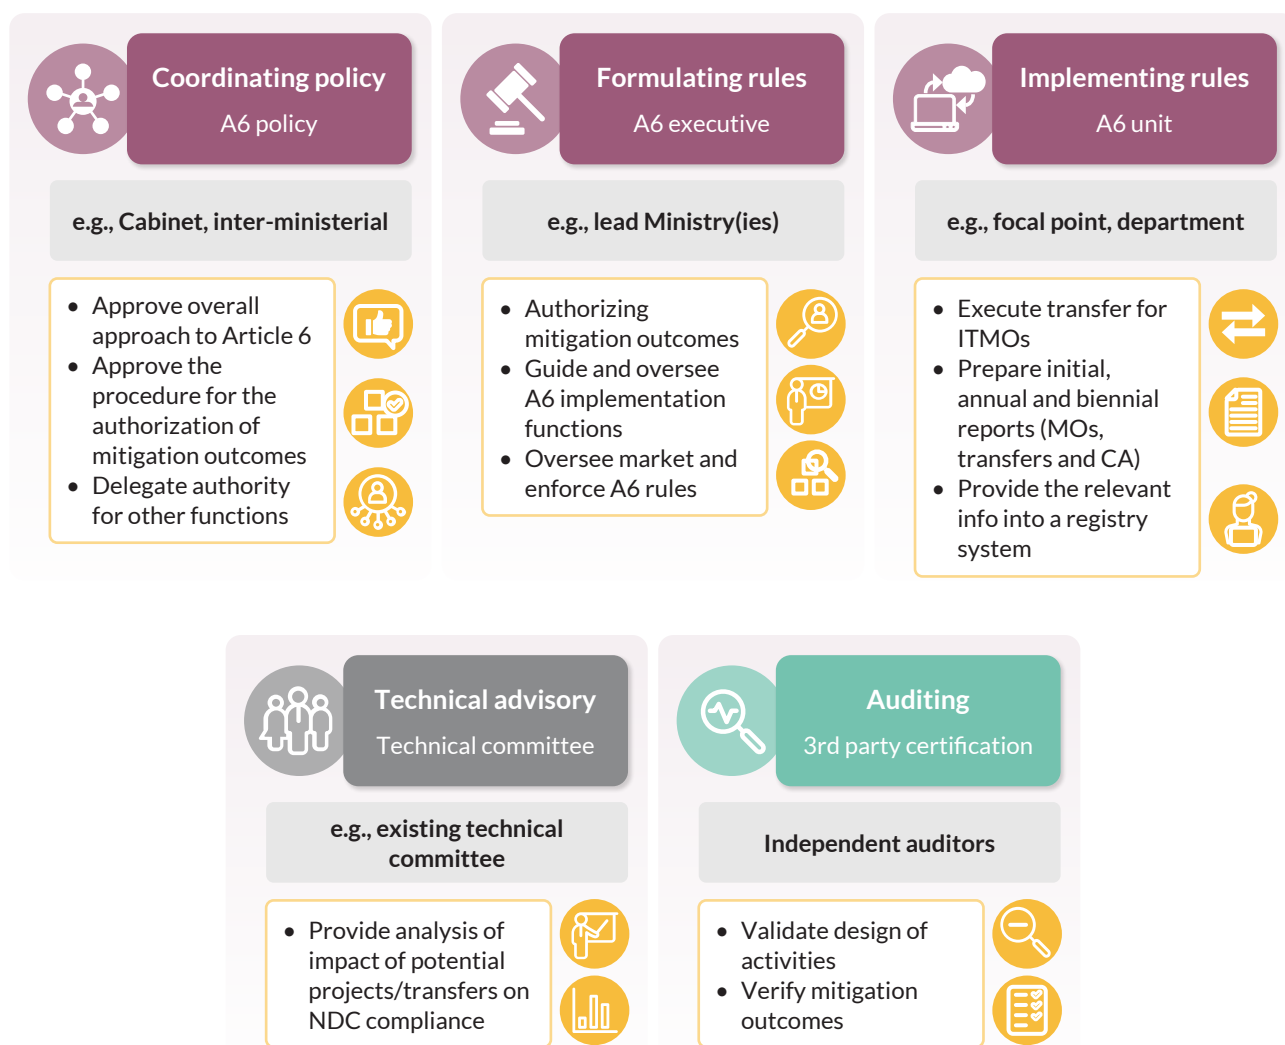 Coordinating policy
A6 policy
e.g., Cabinet, inter-ministerial
• Approve overall
approach to Article 6
• Approve the
procedure for the
authorization of
mitigation outcomes
• Delegate authority
for other functions
Formulating rules
A6 executive
e.g., lead Ministry(ies)
• Authorizing
mitigation outcomes
• Guide and oversee
A6 implementation
functions
• Oversee market and
enforce A6 rules
Implementing rules
A6 unit
e.g., focal point, department
• Execute transfer for
ITMOs
• Prepare initial,
annual and biennial
reports (MOs,
transfers and CA)
• Provide the relevant
info into a registry
system
Technical advisory
Technical committee
e.g., existing technical
committee
• Provide analysis of
impact of potential
projects/transfers on
NDC compliance
Auditing
3rd party certification
Independent auditors
• Validate design of
activities
• Verify mitigation
outcomes